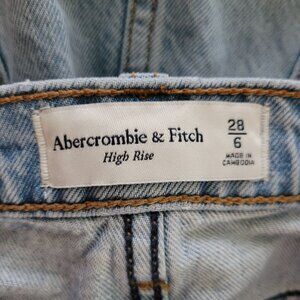 Abercrombie & Fitch
High Rise
28
6
MADE IN
CAMBODIA